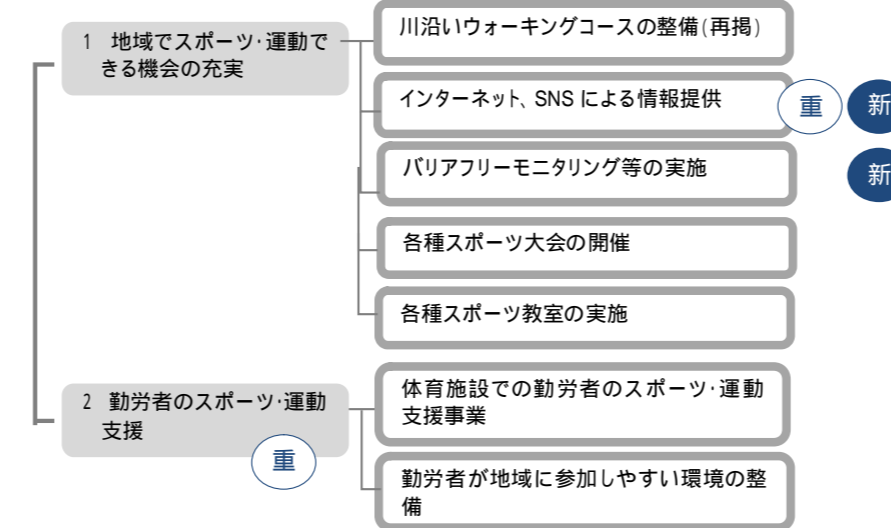 1 地域でスポーツ・運動で
きる機会の充実
川沿いウォーキングコースの整備(再掲)
インターネット、SNSによる情報提供
重
新
バリアフリーモニタリング等の実施
新
各種スポーツ大会の開催
各種スポーツ教室の実施
2 勤労者のスポーツ・運動
支援
重
体育施設での勤労者のスポーツ・運動
支援事業
勤労者が地域に参加しやすい環境の整
備